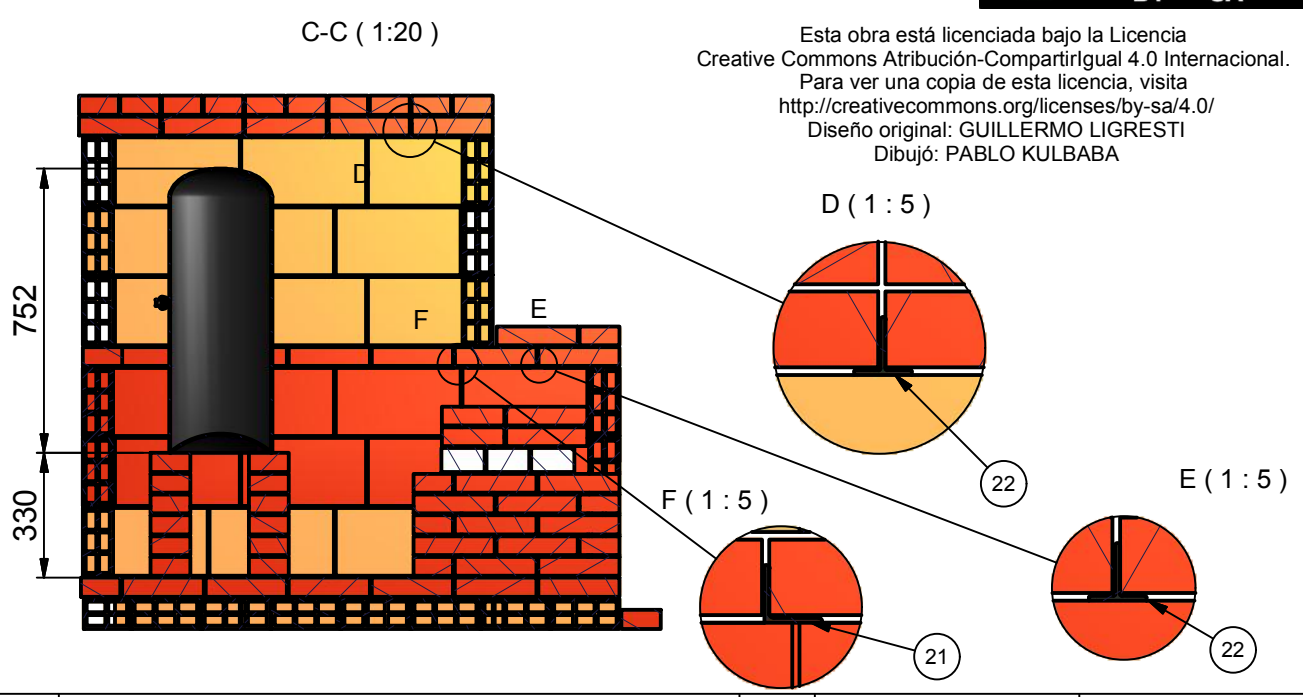 C-C ( 1:20 )
Esta obra está licenciada bajo la Licencia
Creative Commons Atribución-CompartirIgual 4.0 Internacional.
Para ver una copia de esta licencia, visita
http://creativecommons.org/licenses/by-sa/4.0/
Diseño original: GUILLERMO LIGRESTI
Dibujó: PABLO KULBABA
D
D ( 1 : 5 )
752
F
E
22
330
F ( 1 : 5 )
E ( 1 : 5 )
21
22